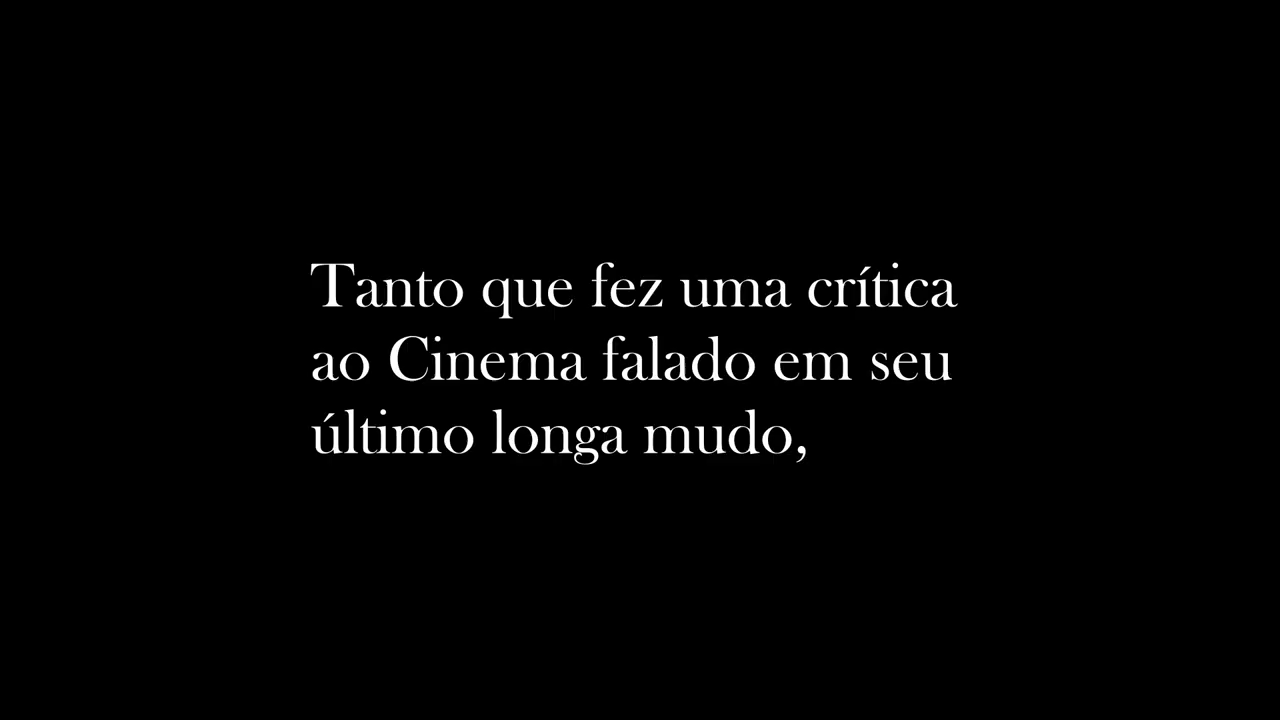 Tanto que fez uma crítica
ao Cinema falado em seu
último longa mudo,